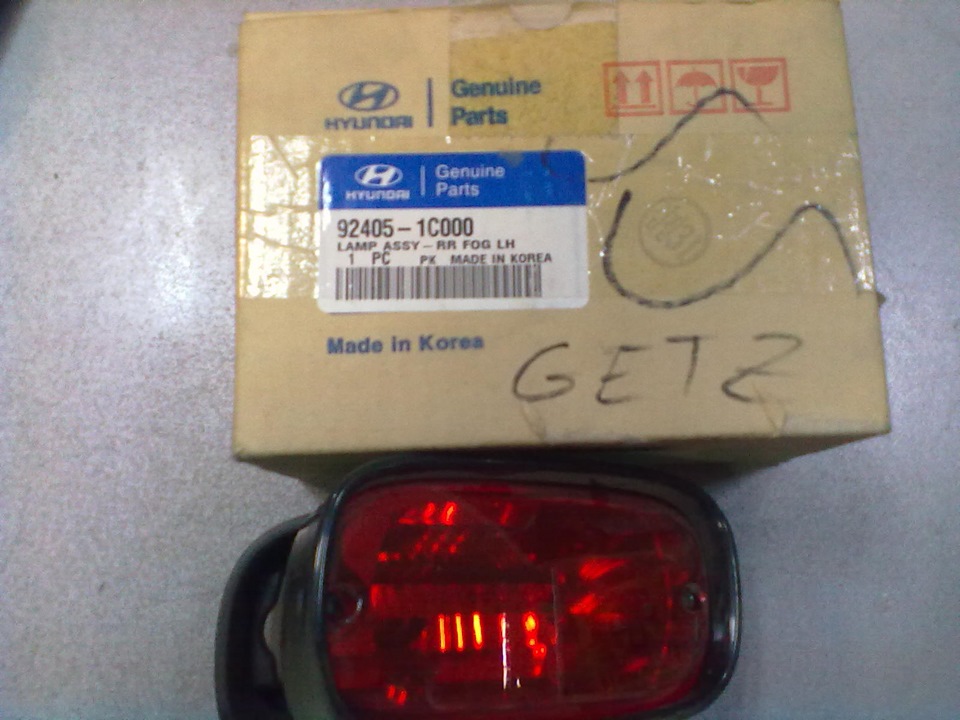 HYUNDAI
Genuine
Parts
HYUNDAI
Genuine
Parts
92405-1C000
LAMP ASSY-RR FOG LH
1 PC PK MADE IN KOREA
Made in Korea
GETZ